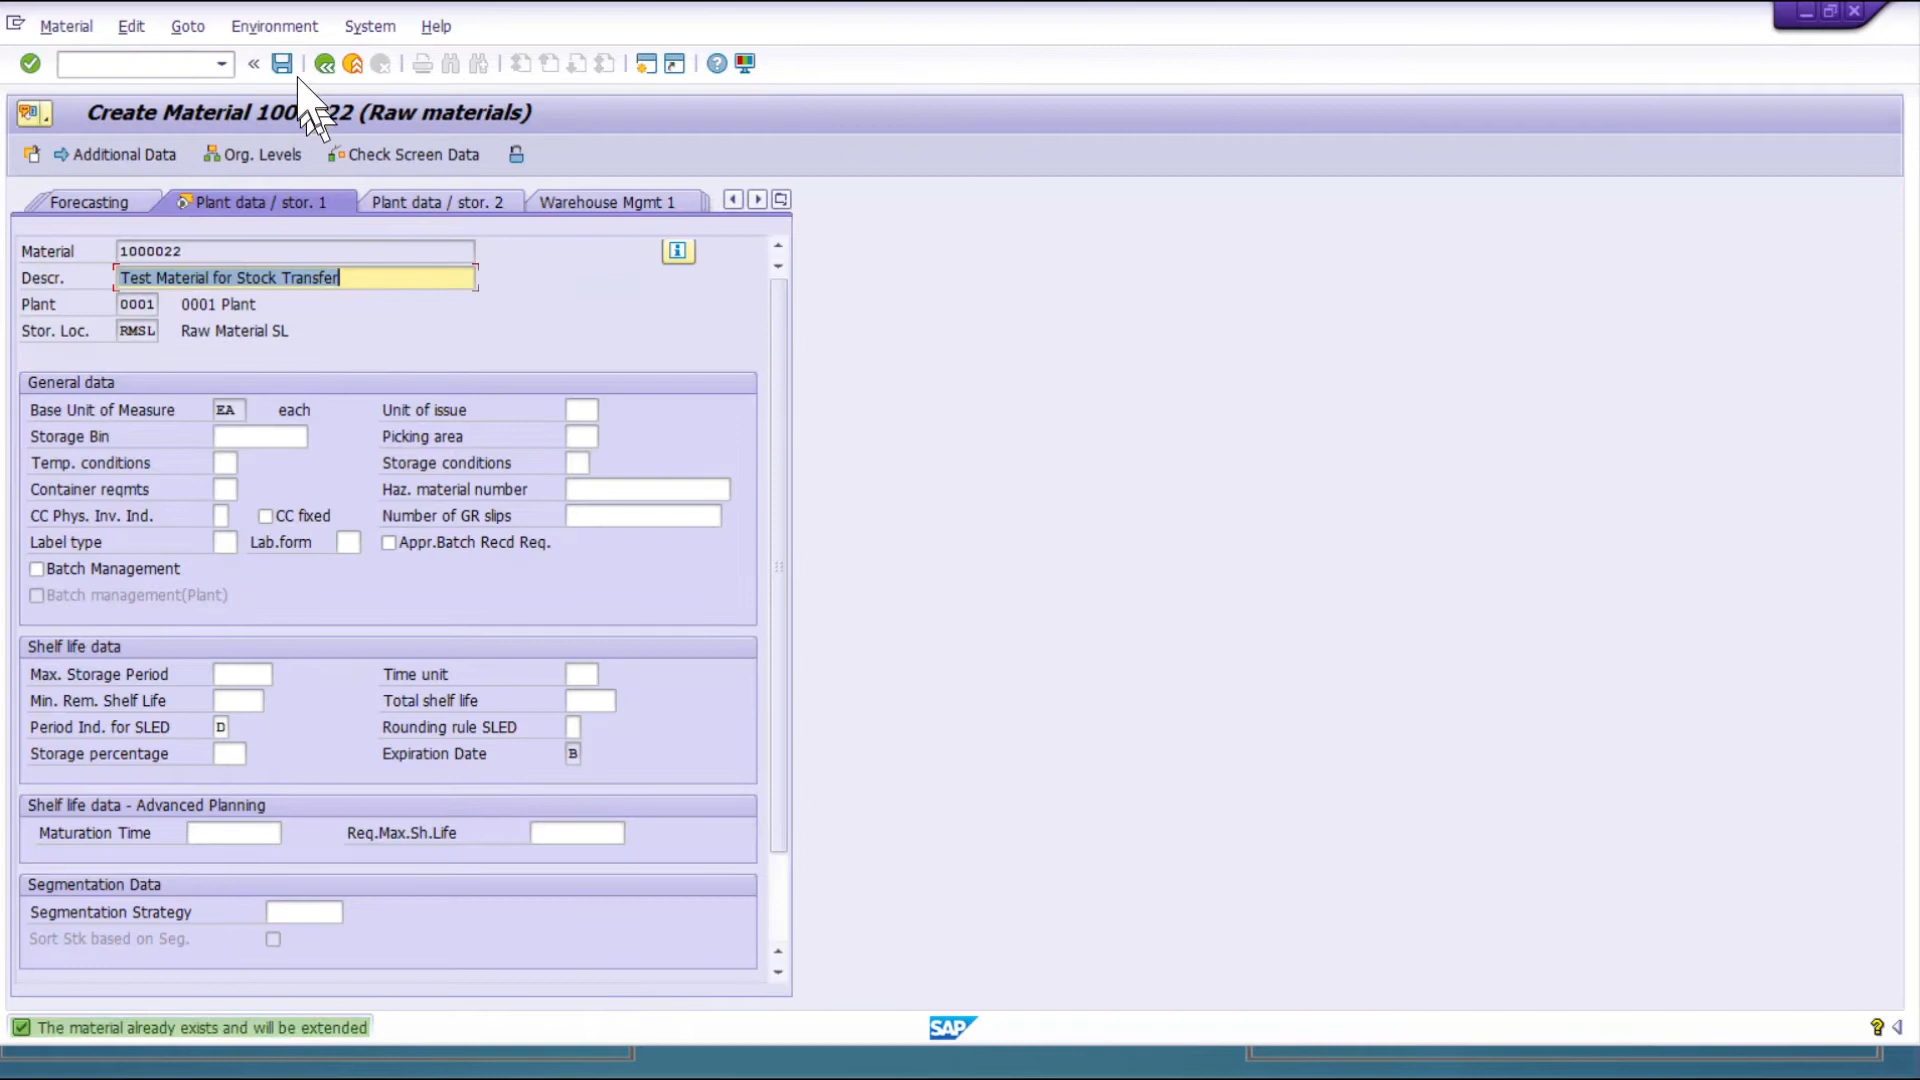 Material Edit Goto Environment System Help
Create Material 100 22 (Raw materials)
Additional Data Org. Levels Check Screen Data
Forecasting Plant data / stor. 1 Plant data / stor. 2 Warehouse Mgmt 1
Material 1000022
Descr. Test Material for Stock Transfer
Plant 0001 0001 Plant
Stor. Loc. RMSL Raw Material SL
General data
Base Unit of Measure EA each Unit of issue
Storage Bin Picking area
Temp. conditions Storage conditions
Container reqmts Haz. material number
CC Phys. Inv. Ind. CC fixed Number of GR slips
Label type Lab.form Appr.Batch Recd Req.
Batch Management
Batch management(Plant)
Shelf life data
Max. Storage Period Time unit
Min. Rem. Shelf Life Total shelf life
Period Ind. for SLED D Rounding rule SLED
Storage percentage Expiration Date B
Shelf life data - Advanced Planning
Maturation Time Req.Max.Sh.Life
Segmentation Data
Segmentation Strategy
Sort Stk based on Seg.
The material already exists and will be extended SAP